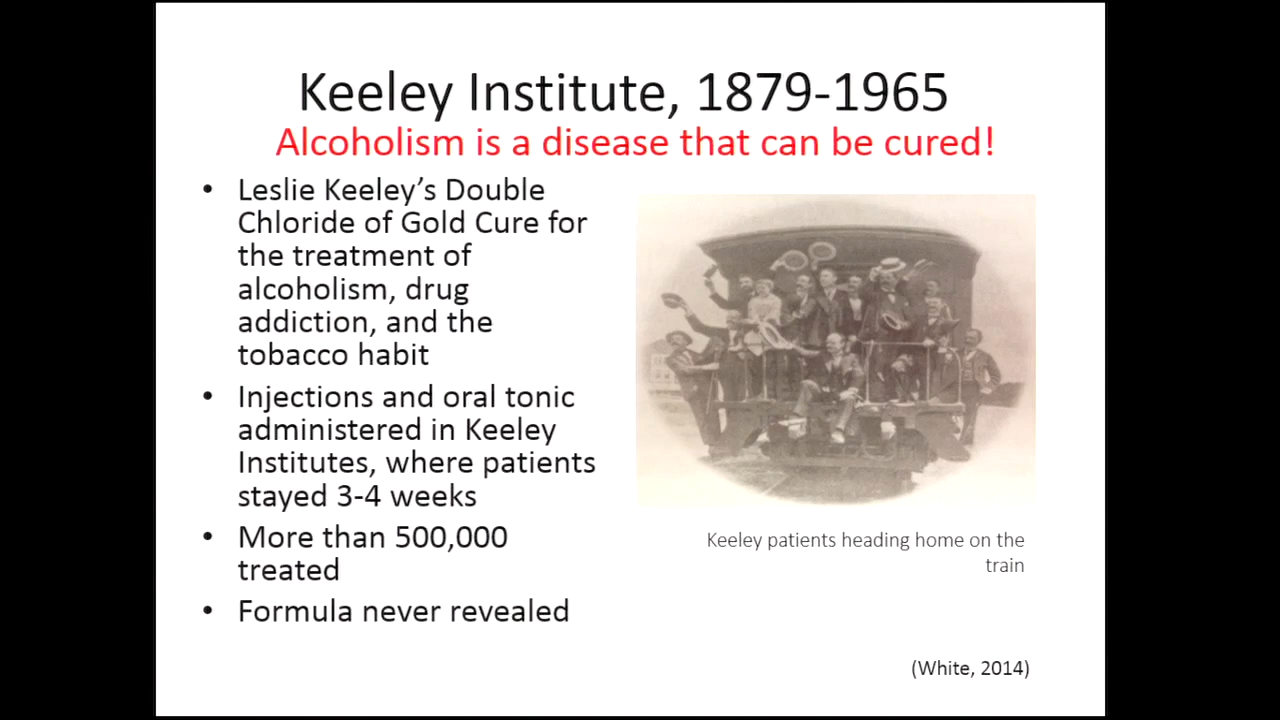 Keeley Institute, 1879-1965
Alcoholism is a disease that can be cured!
• Leslie Keeley’s Double
Chloride of Gold Cure for
the treatment of
alcoholism, drug
addiction, and the
tobacco habit
• Injections and oral tonic
administered in Keeley
Institutes, where patients
stayed 3-4 weeks
• More than 500,000
treated
• Formula never revealed
Keeley patients heading home on the
train
(White, 2014)